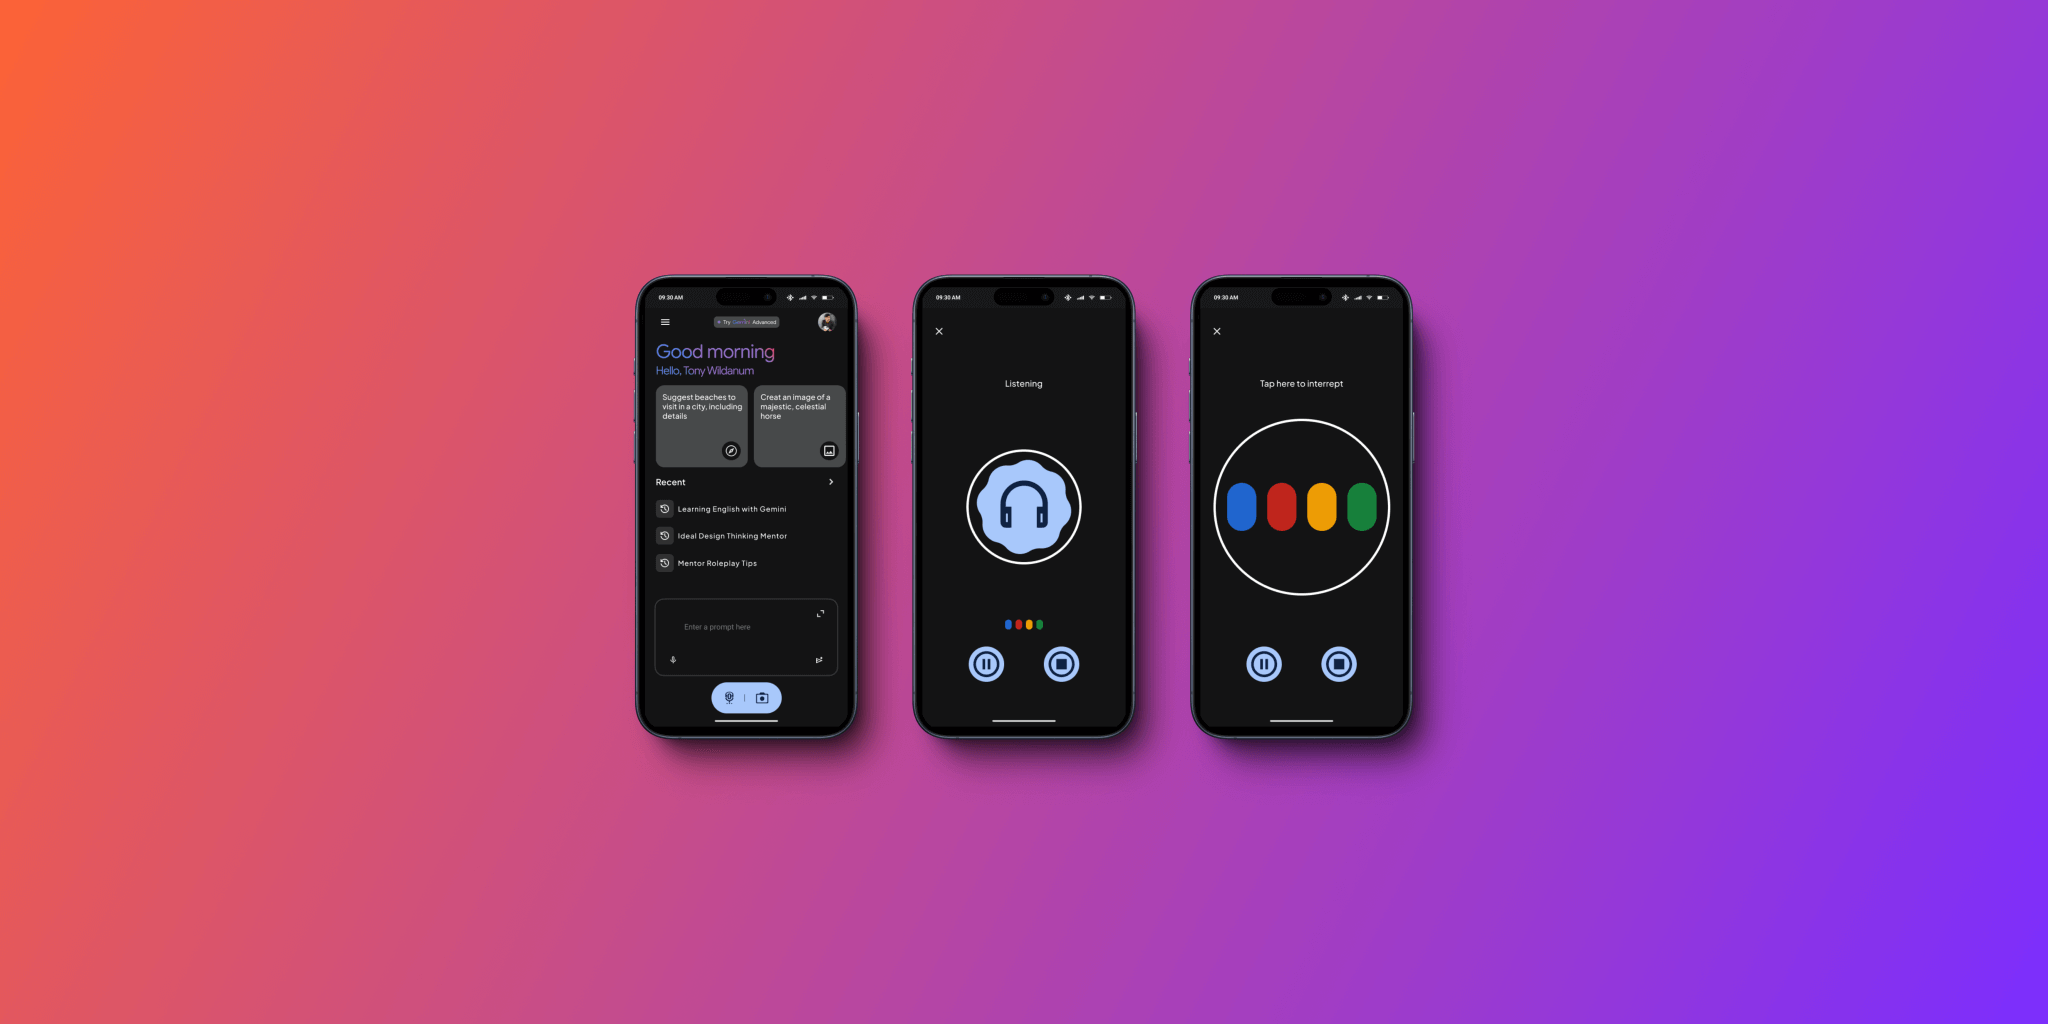 09:30 AM
Try Gemini Advanced
Good morning
Hello, Tony Wildanum
Suggest beaches to
visit in a city, including
details
Creat an image of a
majestic, celestial
horse
Recent
Learning English with Gemini
Ideal Design Thinking Mentor
Mentor Roleplay Tips
Enter a prompt here
09:30 AM
Listening
09:30 AM
Tap here to interrept